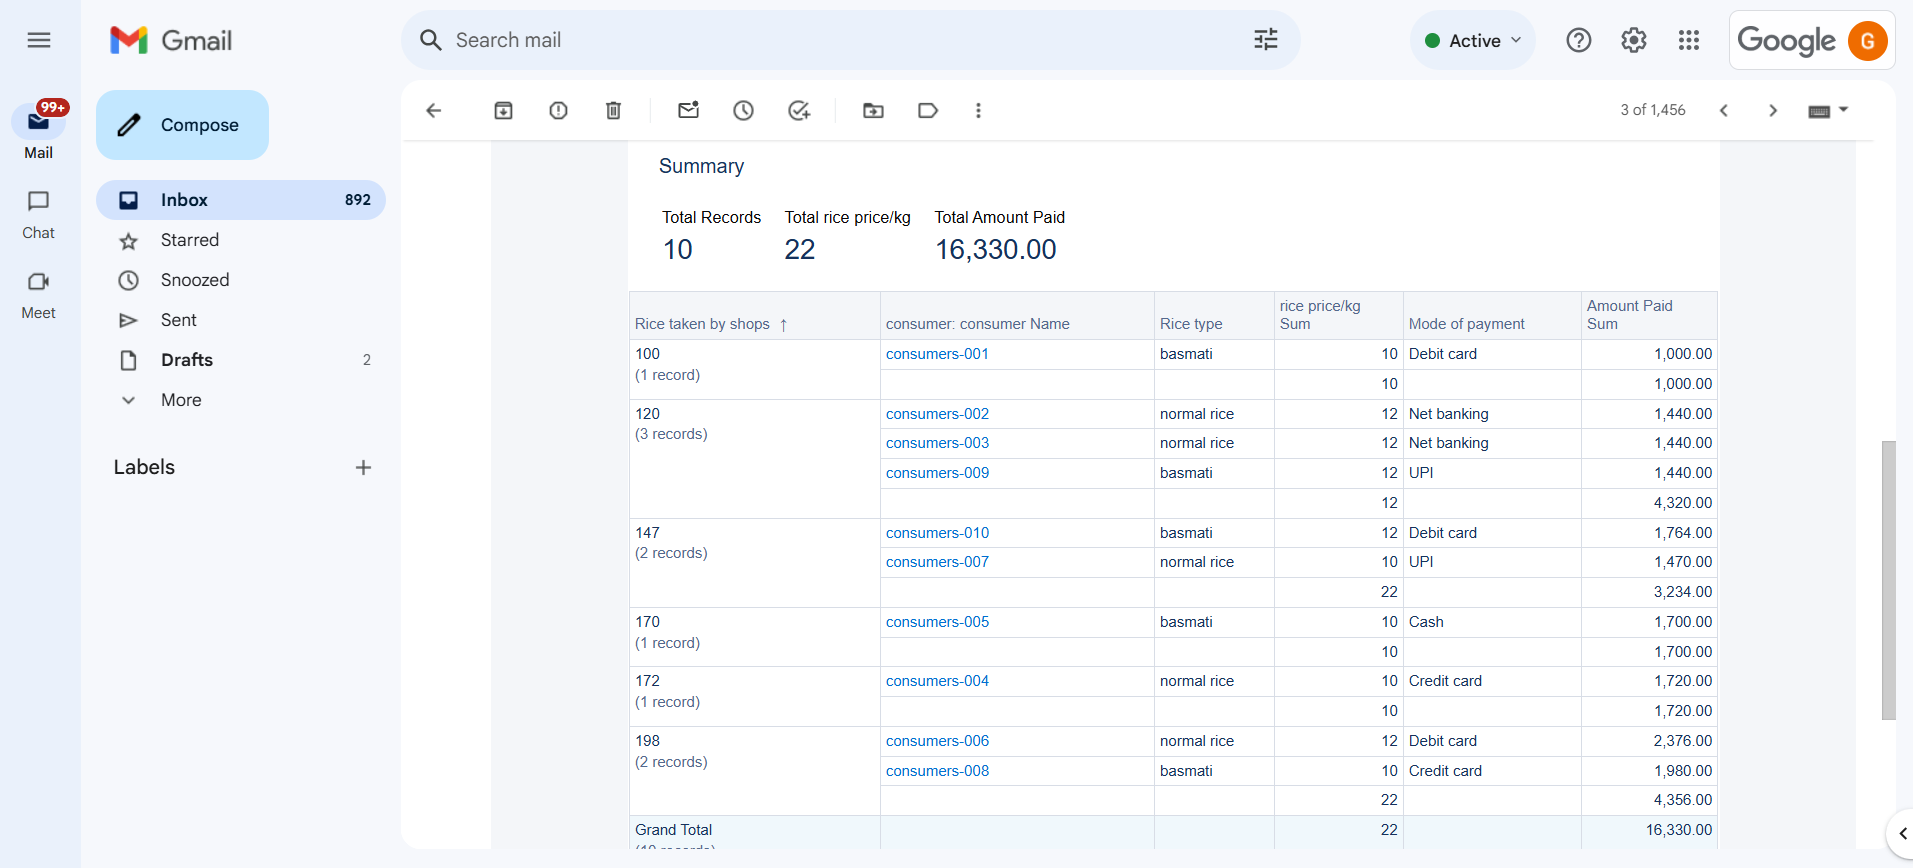 Gmail
Search mail
Active
Google
G
99+
Mail
Compose
3 of 1,456
Inbox 892
Chat
Starred
Snoozed
Meet
Sent
Drafts 2
More
Labels
Summary
Total Records Total rice price/kg Total Amount Paid
10 22 16,330.00
Rice taken by shops ↑ consumer: consumer Name Rice type rice price/kg Sum Mode of payment Amount Paid Sum
100 consumers-001 basmati 10 Debit card 1,000.00
(1 record)
10 1,000.00
120 consumers-002 normal rice 12 Net banking 1,440.00
(3 records)
consumers-003 normal rice 12 Net banking 1,440.00
consumers-009 basmati 12 UPI 1,440.00
12 4,320.00
147 consumers-010 basmati 12 Debit card 1,764.00
(2 records)
consumers-007 normal rice 10 UPI 1,470.00
22 3,234.00
170 consumers-005 basmati 10 Cash 1,700.00
(1 record)
10 1,700.00
172 consumers-004 normal rice 10 Credit card 1,720.00
(1 record)
10 1,720.00
198 consumers-006 normal rice 12 Debit card 2,376.00
(2 records)
consumers-008 basmati 10 Credit card 1,980.00
22 4,356.00
Grand Total 22 16,330.00